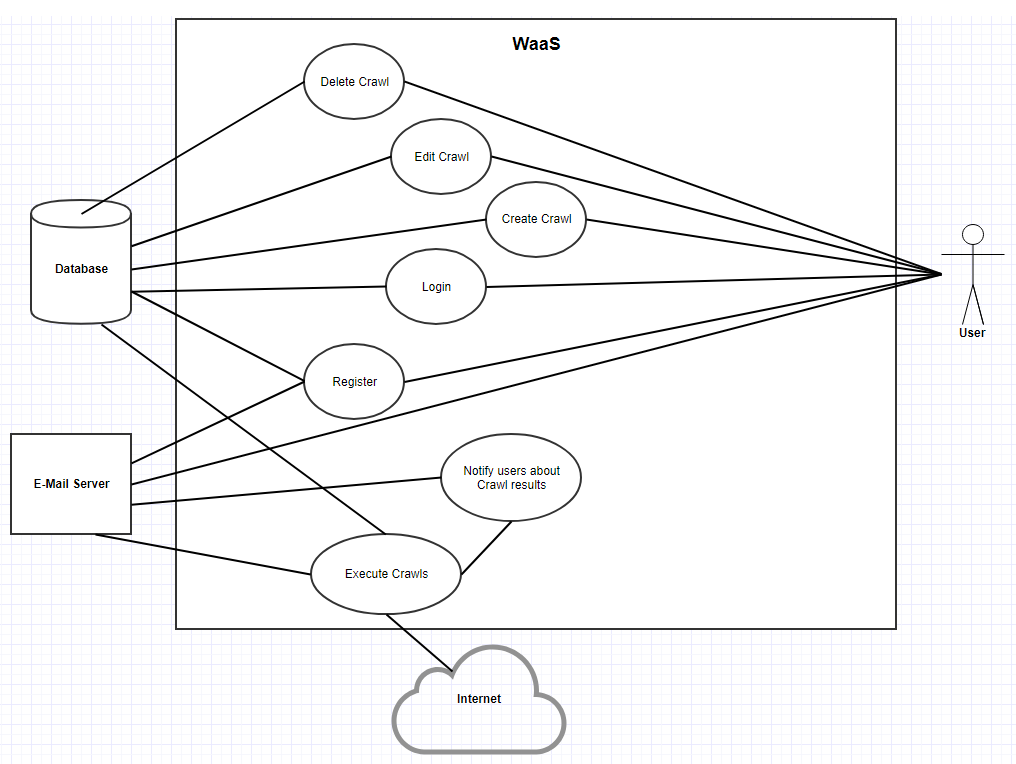 WaaS
Delete Crawl
Edit Crawl
Create Crawl
Database
Login
User
Register
E-Mail Server
Notify users about
Crawl results
Execute Crawls
Internet